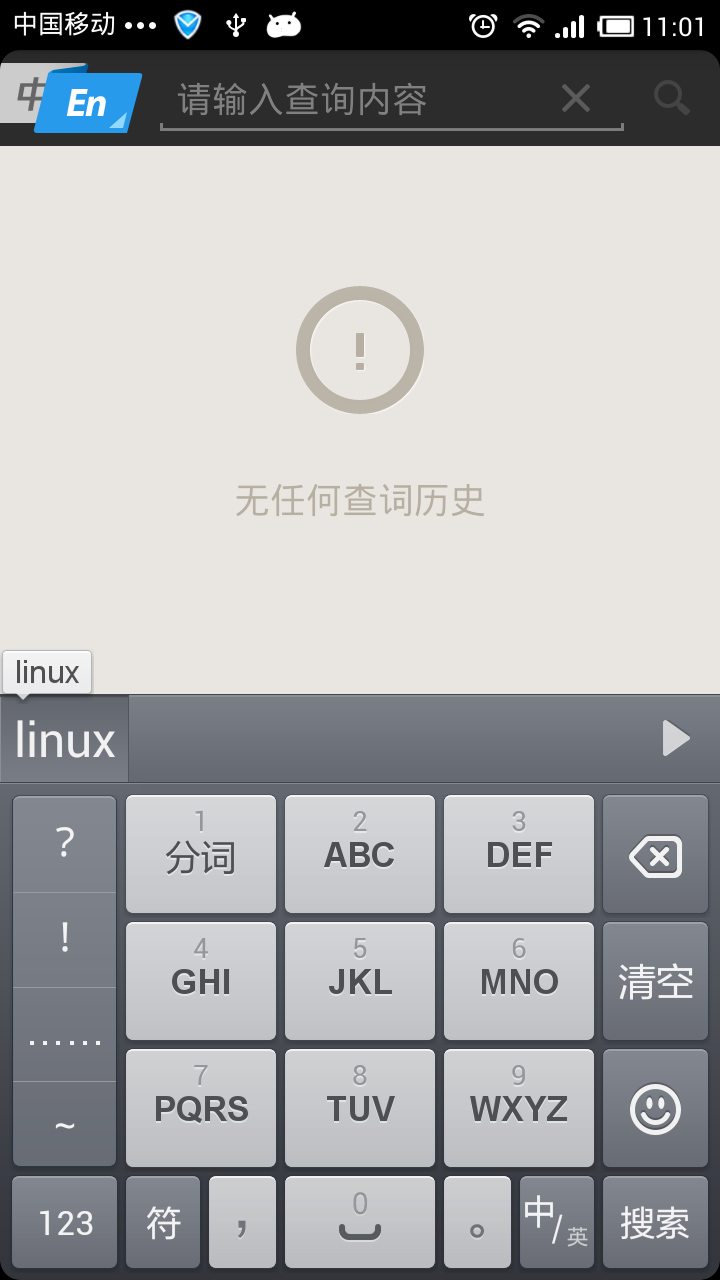 中国移动 ••• 11:01
中 En 请输入查询内容
!
无任何查词历史
linux
linux
?
!
......
~
1
分词
2
ABC
3
DEF
4
GHI
5
JKL
6
MNO
清空
7
PQRS
8
TUV
9
WXYZ
123
符
，
0
。
中/英
搜索